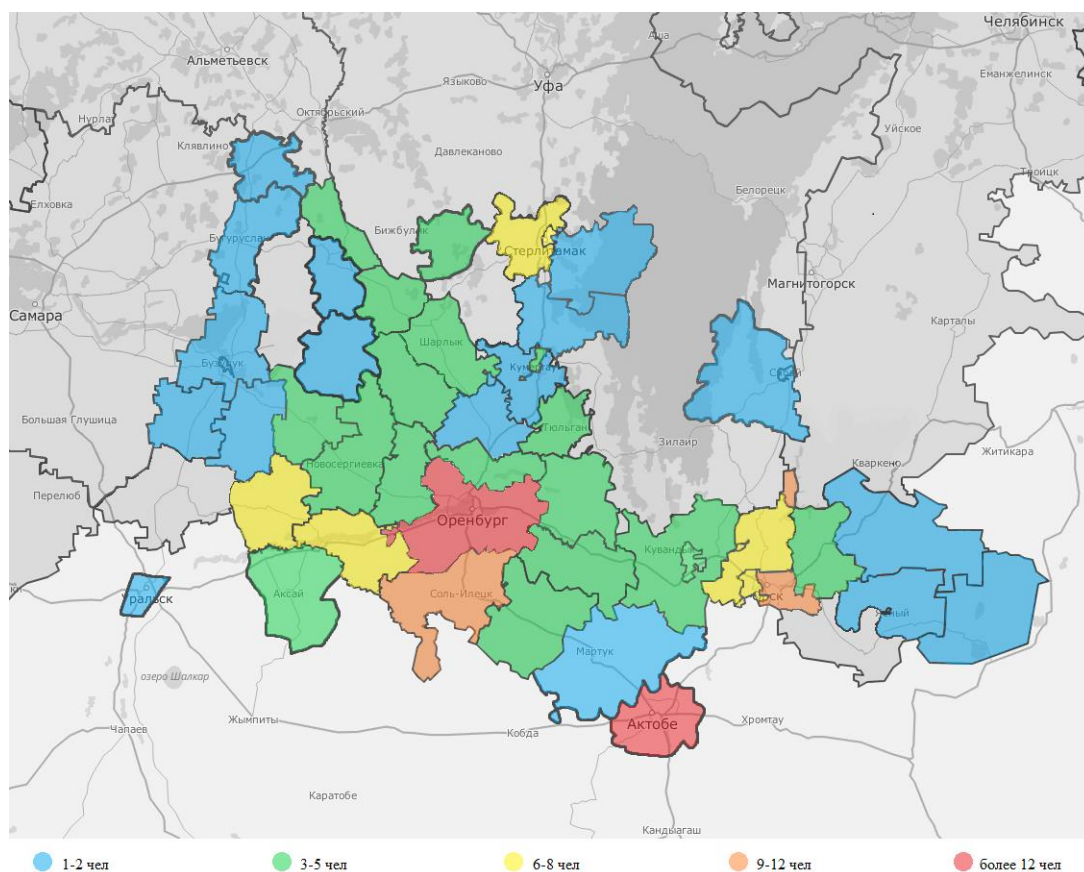 Челябинск
Альметьевск
Аша
Еманжелинск
Языково
Уфа
Октябрьский
Нурлат
Уйское
Клявлино
Давлеканово
Троицк
Белорецк
Елховка
Бижбуляк
Бугуруслан
Стерлитамак
Магнитогорск
Самара
Карталы
Шарлык
Бузулук
Кумертау
Сибай
Большая Глушица
Тюльган
Зилаир
Житикара
Новосергиевка
Кваркено
Перелюб
Оренбург
Кувандык
Уральск
Аксай
Соль-Илецк
Орск
Ясный
Мартук
озеро Шалкар
Жымпиты
Актобе
Хромтау
Чапаев
Кобда
Каратобе
Кандыагаш
1-2 чел
3-5 чел
6-8 чел
9-12 чел
более 12 чел